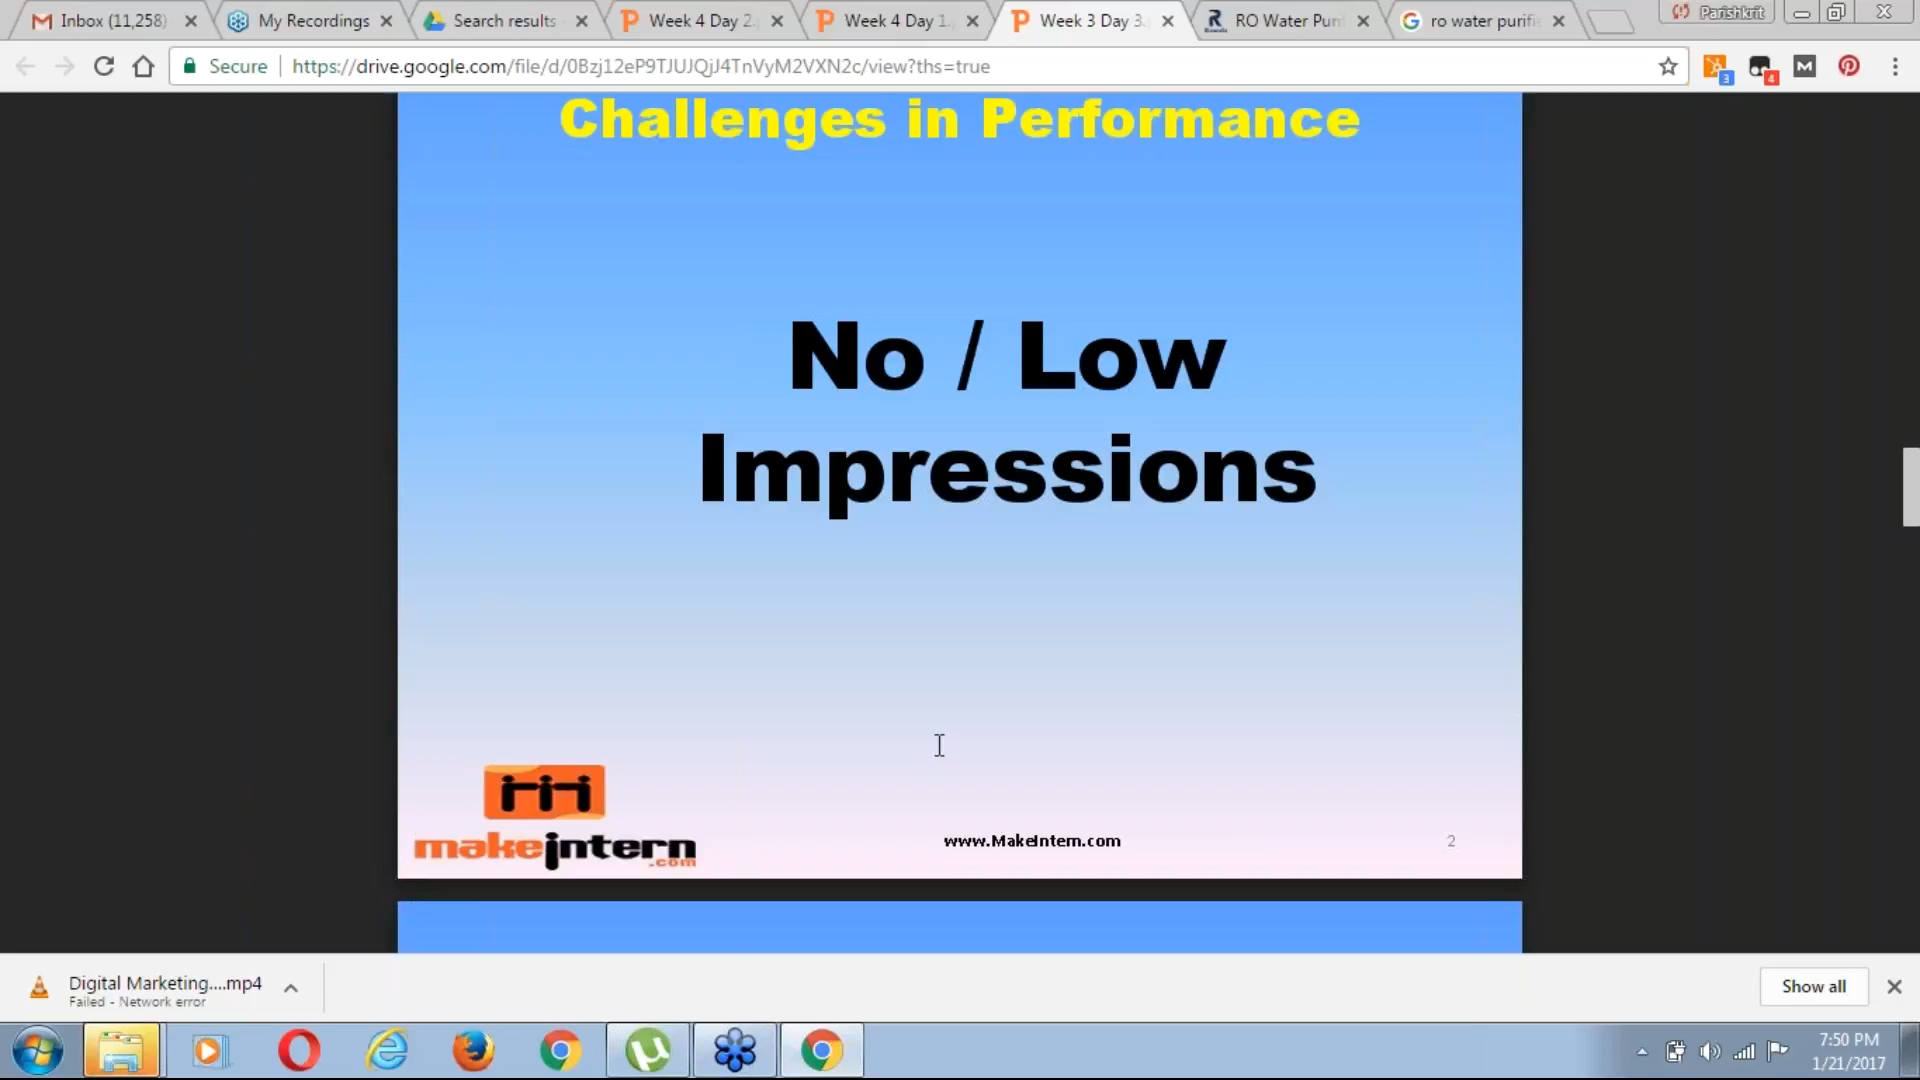 Inbox (11,258)
My Recordings
Search results
Week 4 Day 2.
Week 4 Day 1.
Week 3 Day 3.
RO Water Puri
ro water purifi
Parishkrit
Secure
https://drive.google.com/file/d/0Bzj12eP9TJUJQjJ4TnVyM2VXN2c/view?ths=true
3
4
Challenges in Performance
No / Low
Impressions
makeintern
.com
www.MakeIntern.com
2
Digital Marketing....mp4
Failed - Network error
Show all
7:50 PM
1/21/2017